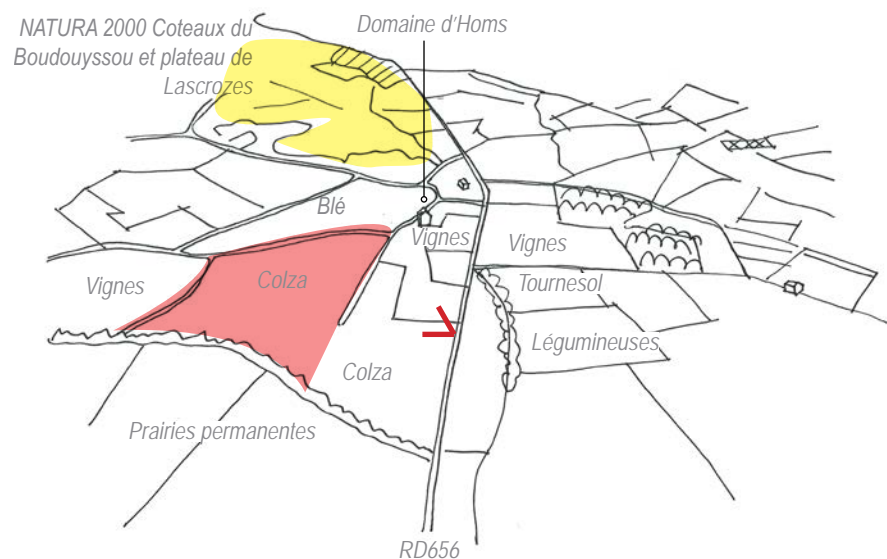 NATURA 2000 Coteaux du
Boudouyssou et plateau de
Lascrozes
Domaine d'Homs
Blé
Vignes
Vignes
Vignes
Colza
Tournesol
Légumineuses
Colza
Prairies permanentes
RD656